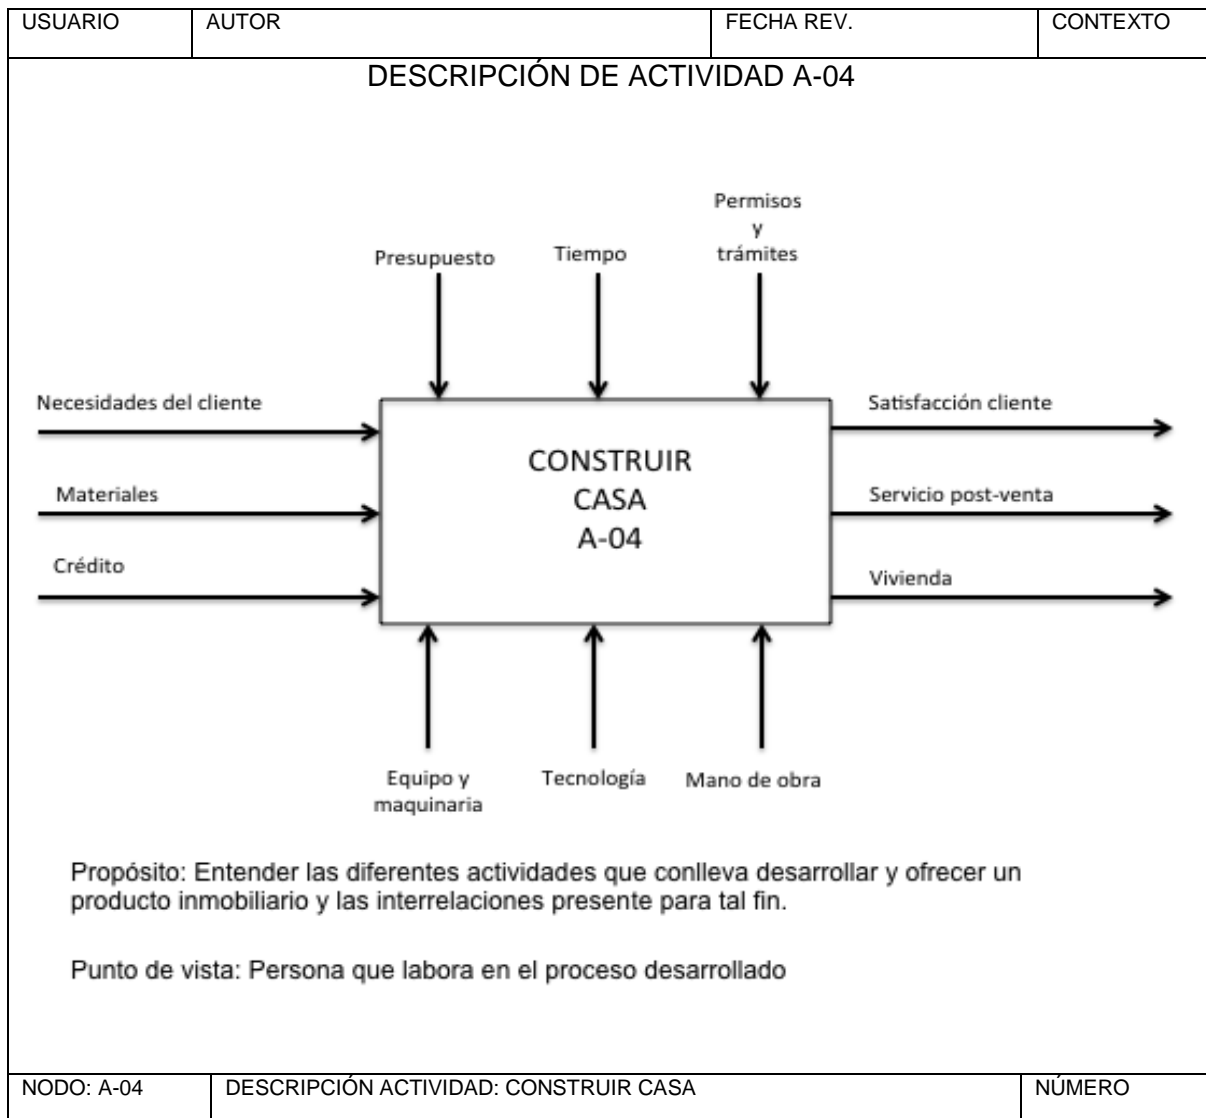 USUARIO AUTOR FECHA REV. CONTEXTO
DESCRIPCIÓN DE ACTIVIDAD A-04
Permisos
y
trámites
Presupuesto
Tiempo
Necesidades del cliente
Materiales
Crédito
CONSTRUIR
CASA
A-04
Satisfacción cliente
Servicio post-venta
Vivienda
Equipo y
maquinaria
Tecnología
Mano de obra
Propósito: Entender las diferentes actividades que conlleva desarrollar y ofrecer un
producto inmobiliario y las interrelaciones presente para tal fin.
Punto de vista: Persona que labora en el proceso desarrollado
NODO: A-04 DESCRIPCIÓN ACTIVIDAD: CONSTRUIR CASA NÚMERO